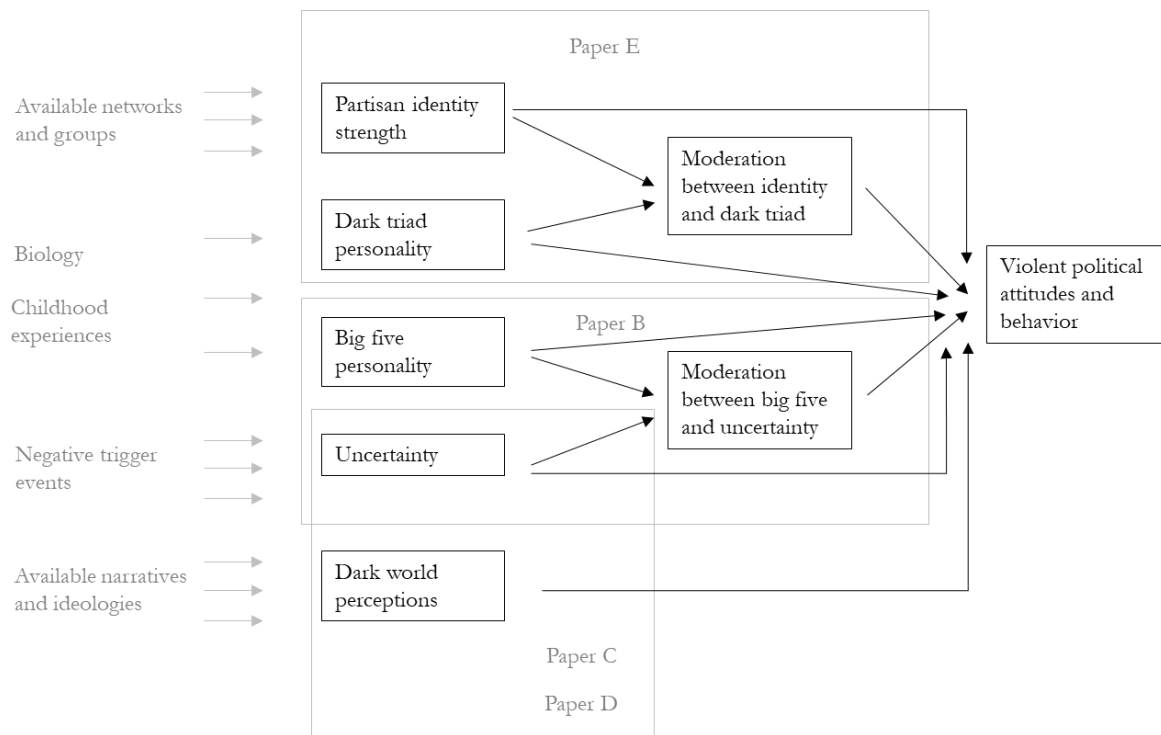 Paper E
Available networks
and groups
Partisan identity
strength
Moderation
between identity
and dark triad
Dark triad
personality
Biology
Violent political
attitudes and
behavior
Childhood
experiences
Paper B
Big five
personality
Moderation
between big five
and uncertainty
Negative trigger
events
Uncertainty
Available narratives
and ideologies
Dark world
perceptions
Paper C
Paper D